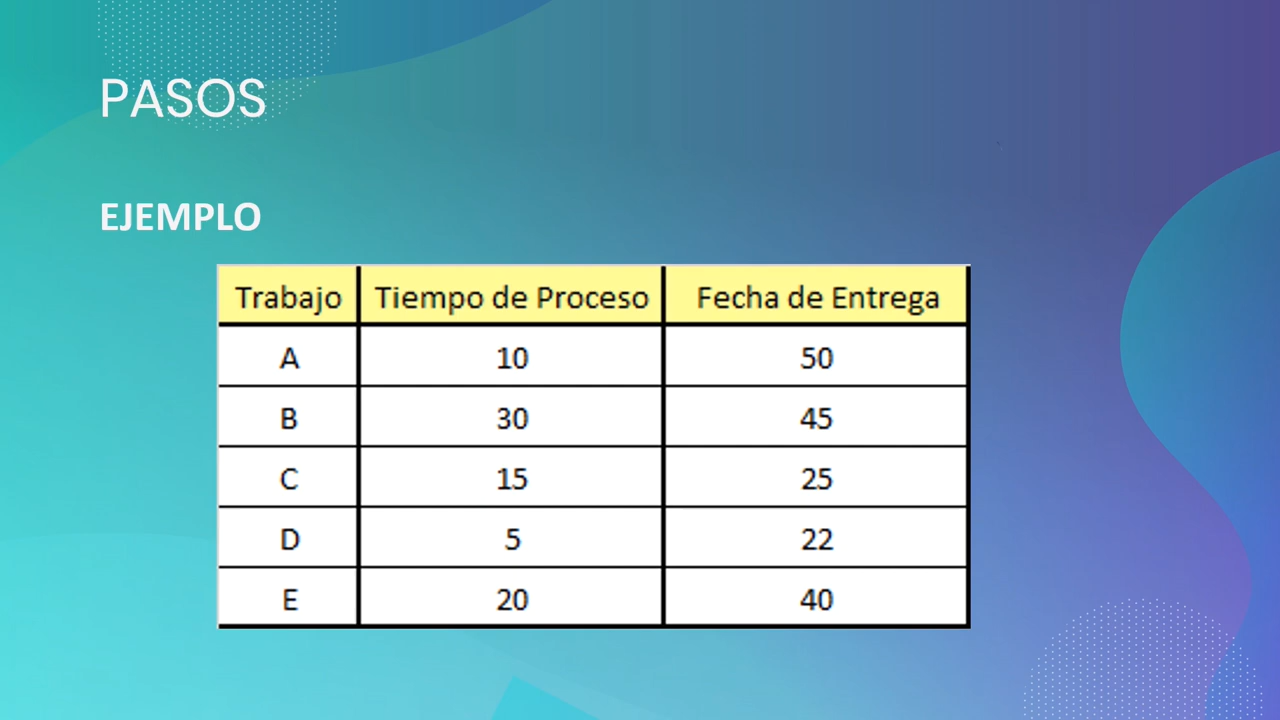 PASOS
EJEMPLO
Trabajo Tiempo de Proceso Fecha de Entrega
A 10 50
B 30 45
C 15 25
D 5 22
E 20 40